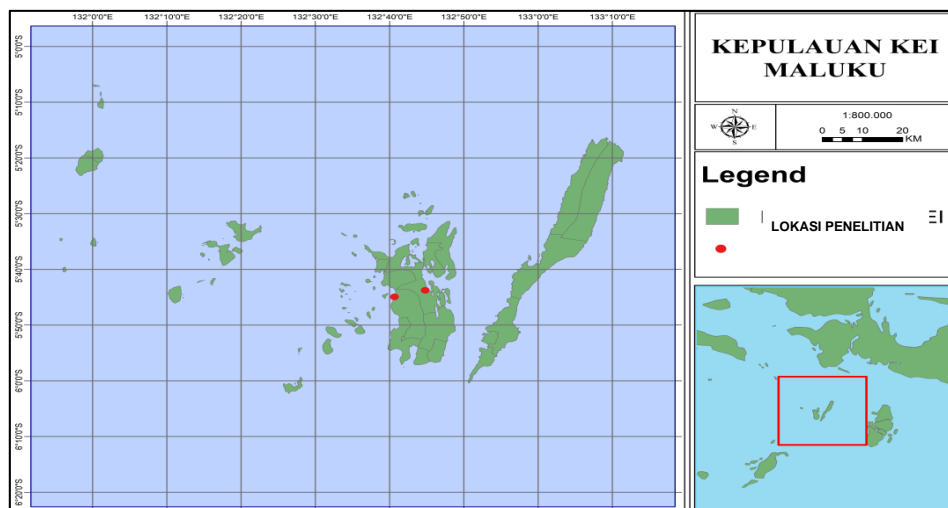 132°0'0"E 132°10'0"E 132°20'0"E 132°30'0"E 132°40'0"E 132°50'0"E 133°0'0"E 133°10'0"E
5°0'0"S
5°10'0"S
5°20'0"S
5°30'0"S
5°40'0"S
5°50'0"S
6°0'0"S
6°10'0"S
6°20'0"S
KEPULAUAN KEI
MALUKU
N
W E
S
1:800.000
0 5 10 20
KM
Legend
LOKASI PENELITIAN